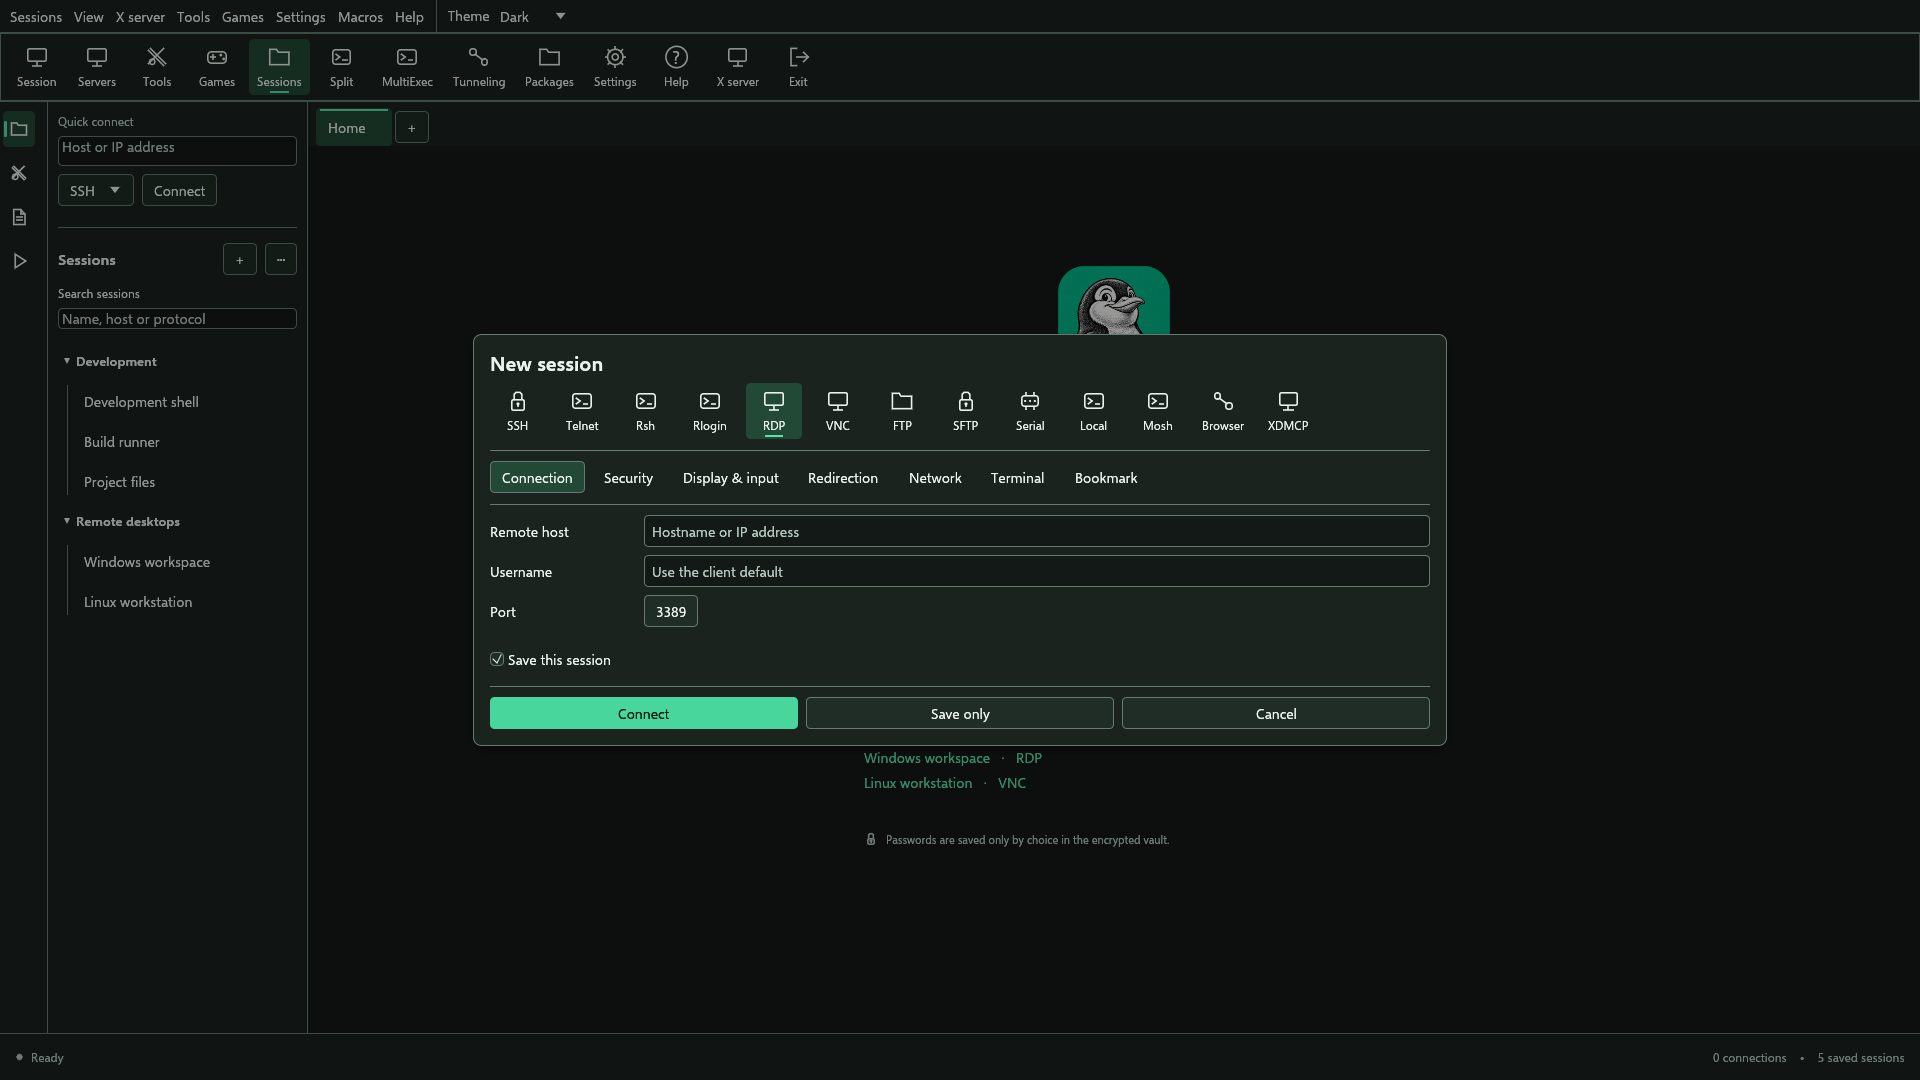 Sessions View X server Tools Games Settings Macros Help Theme Dark
Session Servers Tools Games Sessions Split MultiExec Tunneling Packages Settings Help X server Exit
Quick connect
Host or IP address
SSH Connect
Sessions + ...
Search sessions
Name, host or protocol
Development
Development shell
Build runner
Project files
Remote desktops
Windows workspace
Linux workstation
Home +
New session
SSH Telnet Rsh Rlogin RDP VNC FTP SFTP Serial Local Mosh Browser XDMCP
Connection Security Display & input Redirection Network Terminal Bookmark
Remote host Hostname or IP address
Username Use the client default
Port 3389
Save this session
Connect Save only Cancel
Windows workspace · RDP
Linux workstation · VNC
Passwords are saved only by choice in the encrypted vault.
Ready
0 connections • 5 saved sessions